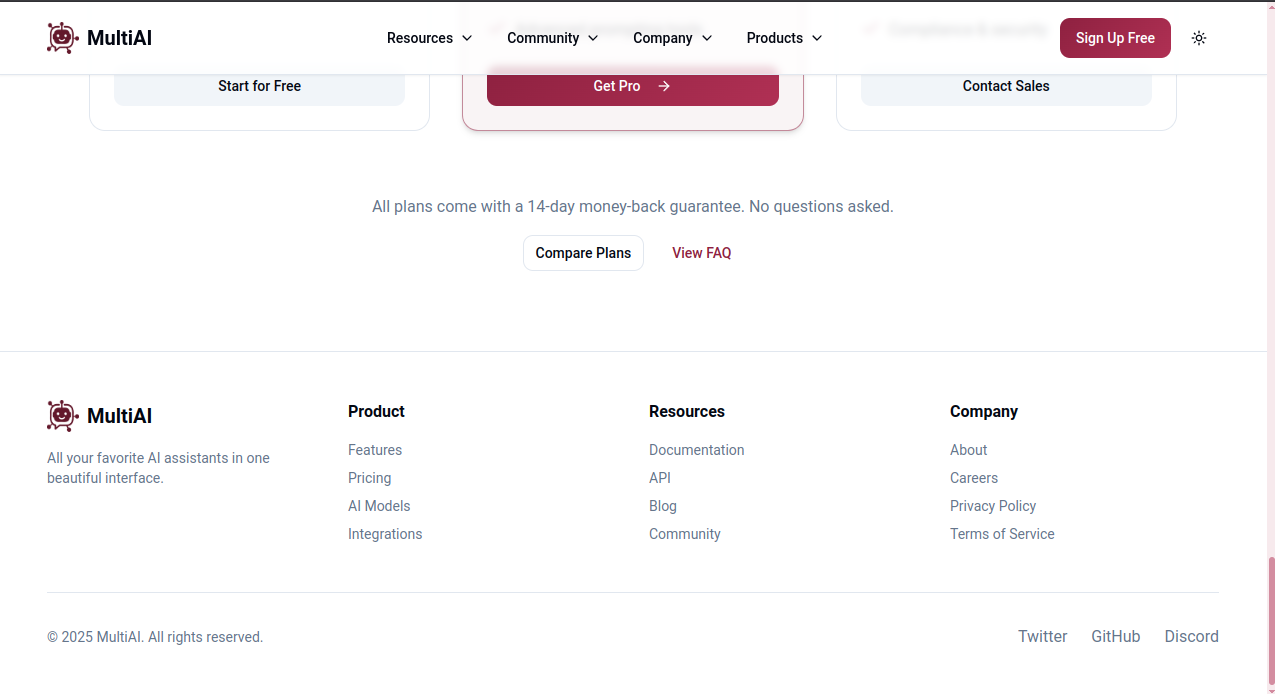 MultiAI
Resources
Community
Company
Products
Sign Up Free
Start for Free
Get Pro
Contact Sales
All plans come with a 14-day money-back guarantee. No questions asked.
Compare Plans
View FAQ
MultiAI
All your favorite AI assistants in one
beautiful interface.
Product
Features
Pricing
AI Models
Integrations
Resources
Documentation
API
Blog
Community
Company
About
Careers
Privacy Policy
Terms of Service
© 2025 MultiAI. All rights reserved.
Twitter
GitHub
Discord